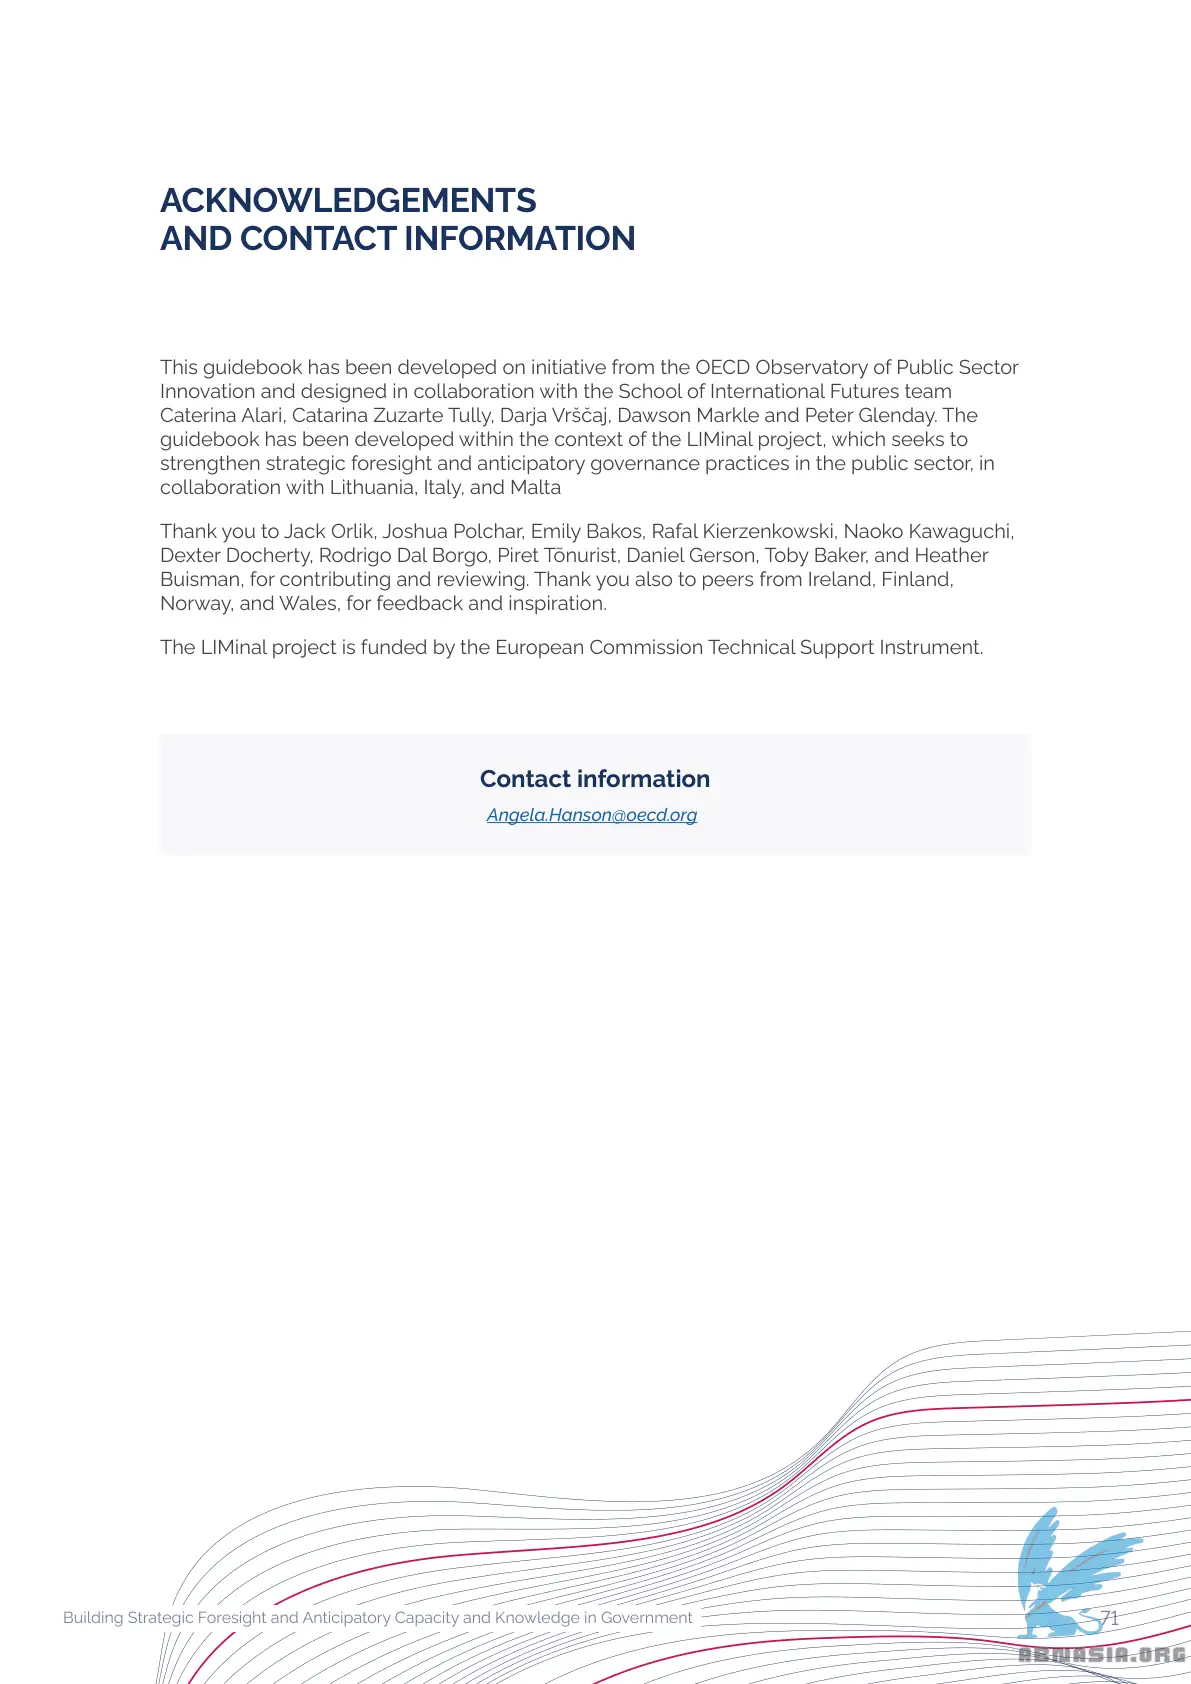 ACKNOWLEDGEMENTS
AND CONTACT INFORMATION
This guidebook has been developed on initiative from the OECD Observatory of Public Sector
Innovation and designed in collaboration with the School of International Futures team
Caterina Alari, Catarina Zuzarte Tully, Darja Vrščaj, Dawson Markle and Peter Glenday. The
guidebook has been developed within the context of the LIMinal project, which seeks to
strengthen strategic foresight and anticipatory governance practices in the public sector, in
collaboration with Lithuania, Italy, and Malta
Thank you to Jack Orlik, Joshua Polchar, Emily Bakos, Rafal Kierzenkowski, Naoko Kawaguchi,
Dexter Docherty, Rodrigo Dal Borgo, Piret Tõnurist, Daniel Gerson, Toby Baker, and Heather
Buisman, for contributing and reviewing. Thank you also to peers from Ireland, Finland,
Norway, and Wales, for feedback and inspiration.
The LIMinal project is funded by the European Commission Technical Support Instrument.
Contact information
Angela.Hanson@oecd.org
Building Strategic Foresight and Anticipatory Capacity and Knowledge in Government
71
ABNASIA.ORG